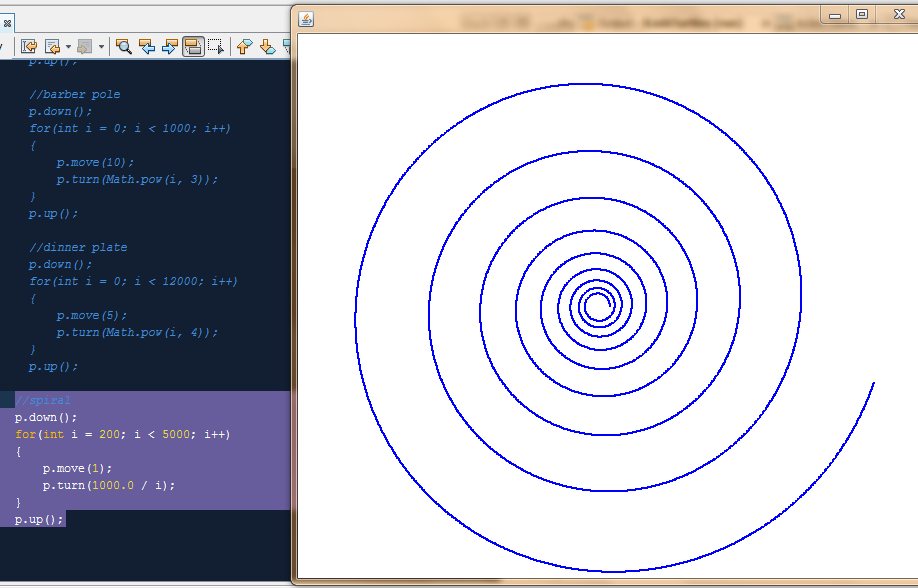 p.up();
//barber pole
p.down();
for(int i = 0; i < 1000; i++)
{
p.move(10);
p.turn(Math.pow(i, 3));
}
p.up();
//dinner plate
p.down();
for(int i = 0; i < 12000; i++)
{
p.move(5);
p.turn(Math.pow(i, 4));
}
p.up();
//spiral
p.down();
for(int i = 200; i < 5000; i++)
{
p.move(1);
p.turn(1000.0 / i);
}
p.up();